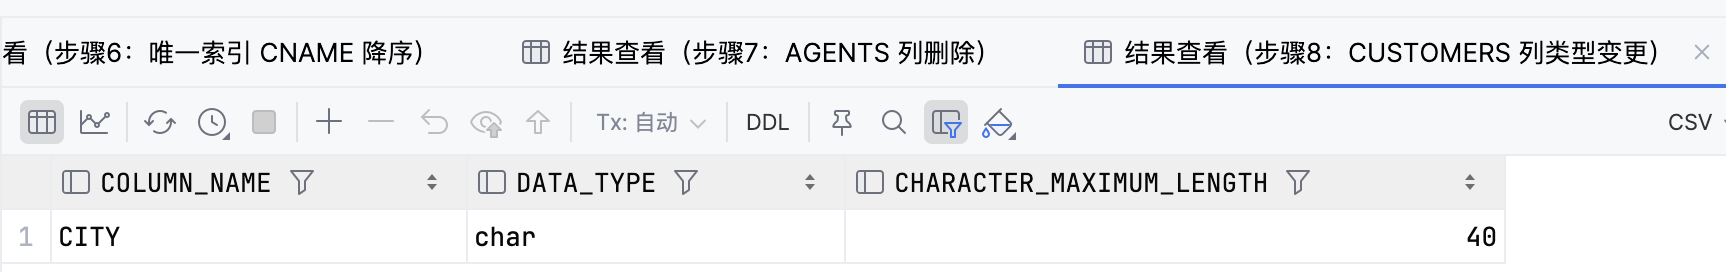 看（步骤6：唯一索引 CNAME 降序） 结果查看（步骤7：AGENTS 列删除） 结果查看（步骤8：CUSTOMERS 列类型变更）
Tx: 自动 DDL CSV
COLUMN_NAME DATA_TYPE CHARACTER_MAXIMUM_LENGTH
1 CITY char 40